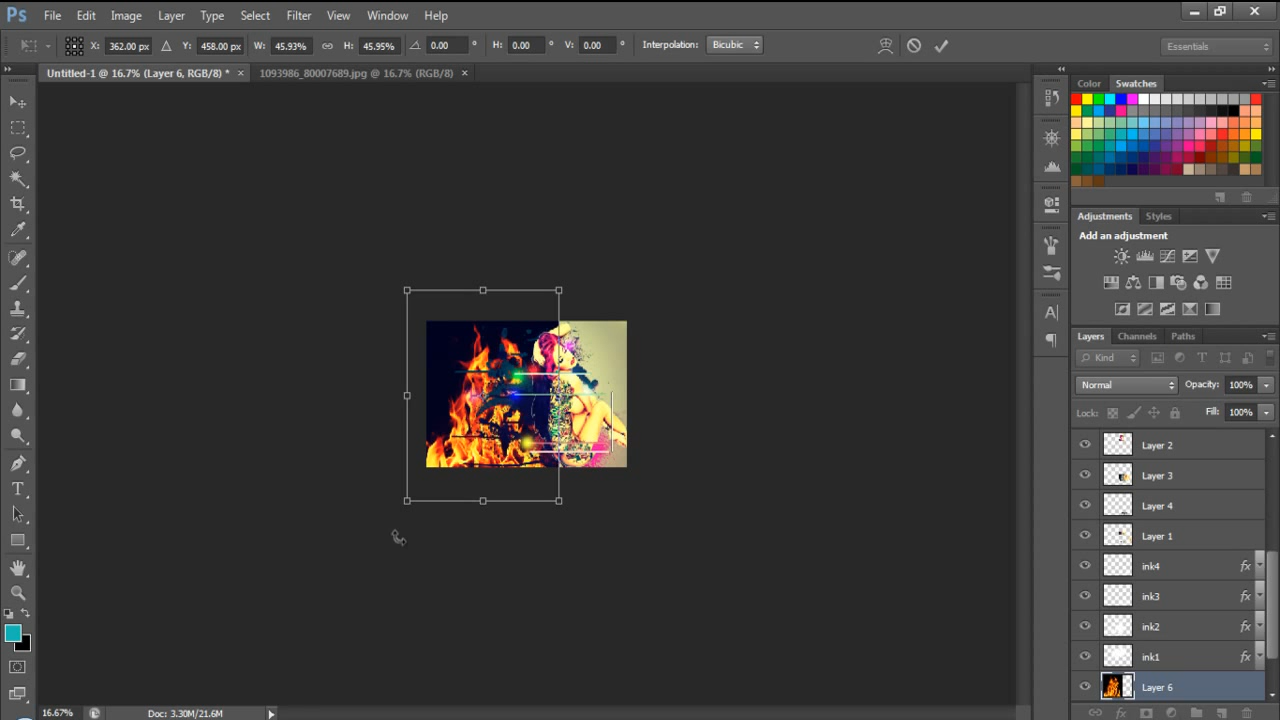 Ps File Edit Image Layer Type Select Filter View Window Help
X: 362.00 px Y: 458.00 px W: 45.93% H: 45.95% 0.00 ° H: 0.00 ° V: 0.00 ° Interpolation: Bicubic Essentials
Untitled-1 @ 16.7% (Layer 6, RGB/8) * × 1093986_80007689.jpg @ 16.7% (RGB/8) ×
Color Swatches
Adjustments Styles
Add an adjustment
Layers Channels Paths
Kind
Normal Opacity: 100%
Lock: Fill: 100%
Layer 2
Layer 3
Layer 4
Layer 1
ink4 fx
ink3 fx
ink2 fx
ink1 fx
Layer 6
16.67% Doc: 3.30M/21.6M